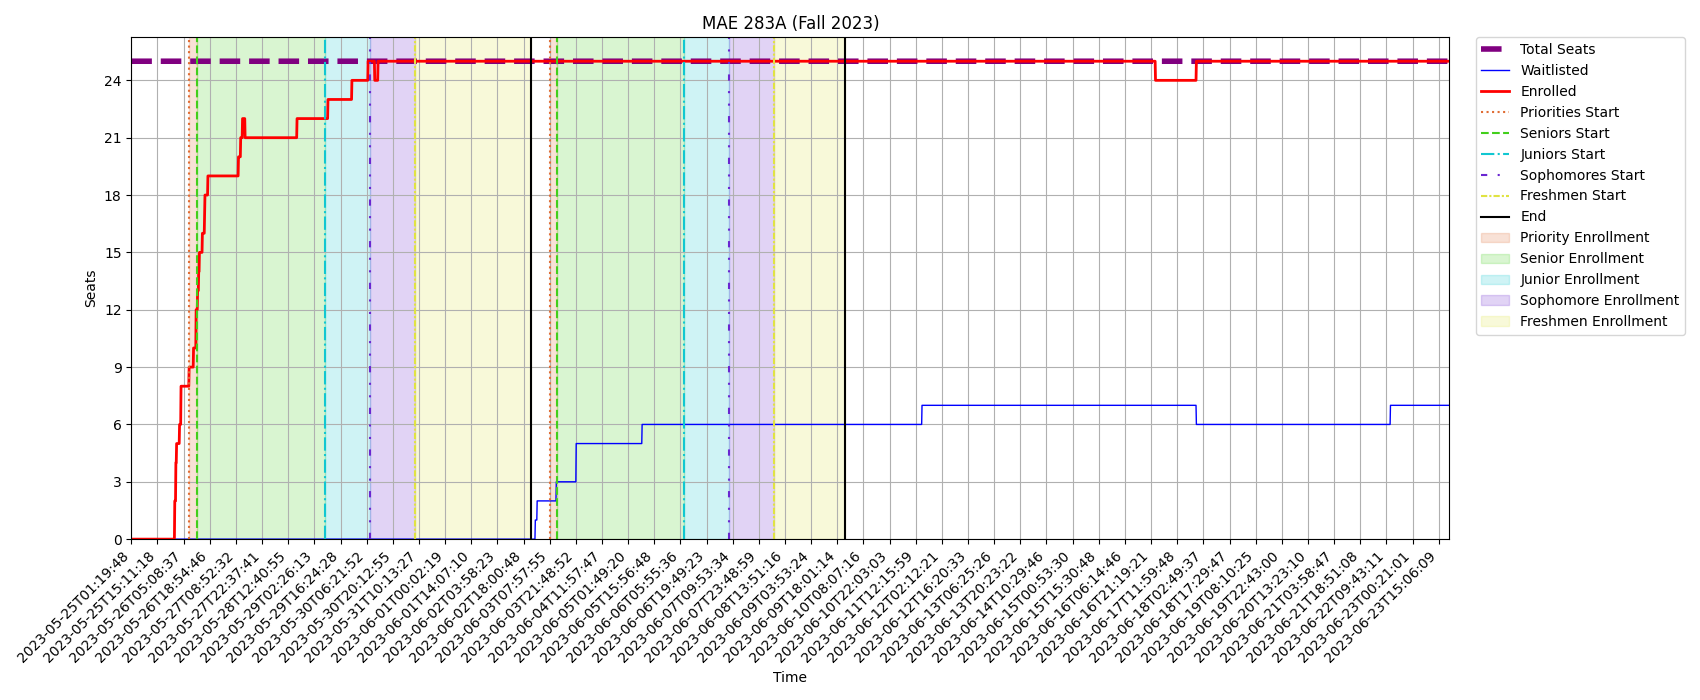 MAE 283A (Fall 2023)
Total Seats
Waitlisted
Enrolled
Priorities Start
Seniors Start
Juniors Start
Sophomores Start
Freshmen Start
End
Priority Enrollment
Senior Enrollment
Junior Enrollment
Sophomore Enrollment
Freshmen Enrollment
Seats
24
21
18
15
12
9
6
3
0
2023-05-25T01:19:48
2023-05-25T15:11:18
2023-05-26T05:08:37
2023-05-26T18:54:46
2023-05-27T08:52:32
2023-05-27T22:37:41
2023-05-28T12:40:55
2023-05-29T02:26:13
2023-05-29T16:24:28
2023-05-30T06:21:52
2023-05-30T20:12:55
2023-05-31T10:13:27
2023-06-01T00:02:19
2023-06-01T14:07:10
2023-06-02T03:58:23
2023-06-02T18:00:48
2023-06-03T07:57:55
2023-06-03T21:48:52
2023-06-04T11:57:47
2023-06-05T01:49:20
2023-06-05T15:56:48
2023-06-06T05:55:36
2023-06-06T19:49:23
2023-06-07T09:53:34
2023-06-07T23:48:59
2023-06-08T13:51:16
2023-06-09T03:53:24
2023-06-09T18:01:14
2023-06-10T08:07:16
2023-06-10T22:03:03
2023-06-11T12:15:59
2023-06-12T02:12:21
2023-06-12T16:20:33
2023-06-13T06:25:26
2023-06-13T20:23:22
2023-06-14T10:29:46
2023-06-15T00:53:30
2023-06-15T15:30:48
2023-06-16T06:14:46
2023-06-16T21:19:21
2023-06-17T11:59:48
2023-06-18T02:49:37
2023-06-18T17:29:47
2023-06-19T08:10:25
2023-06-19T22:43:00
2023-06-20T13:23:10
2023-06-21T03:58:47
2023-06-21T18:51:08
2023-06-22T09:43:11
2023-06-23T00:21:01
2023-06-23T15:06:09
Time